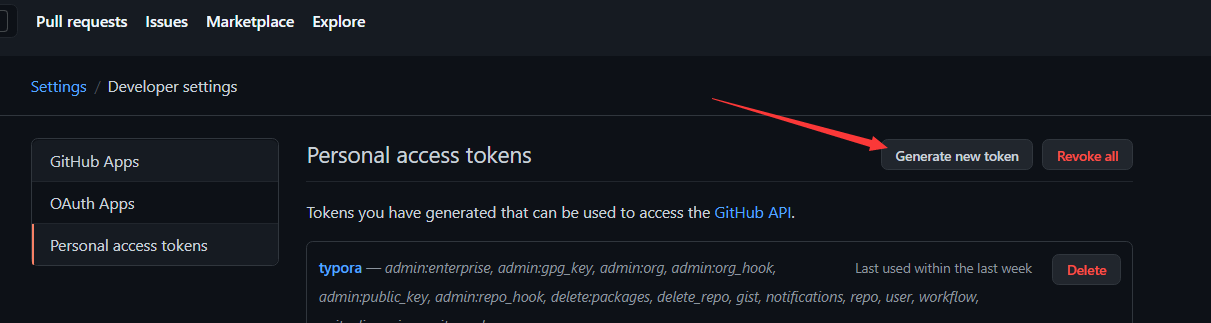 Pull requests Issues Marketplace Explore
Settings / Developer settings
GitHub Apps
OAuth Apps
Personal access tokens
Personal access tokens
Generate new token
Revoke all
Tokens you have generated that can be used to access the GitHub API.
typora — admin:enterprise, admin:gpg_key, admin:org, admin:org_hook,
Last used within the last week
Delete
admin:public_key, admin:repo_hook, delete:packages, delete_repo, gist, notifications, repo, user, workflow,